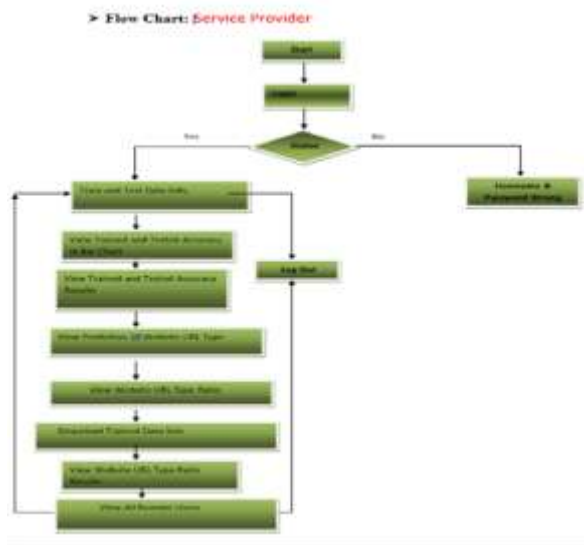 ➤ Flow Chart: Service Provider
Start
Login
Status
Yes
No
Username &
Password Wrong
Train and Test Data Sets
View Trained and Tested Accuracy
in Bar Chart
View Trained and Tested Accuracy
Results
Log Out
View Prediction Of Website URL Type
View Website URL Type Ratio
Download Trained Data Sets
View Website URL Type Ratio
Results
View All Remote Users